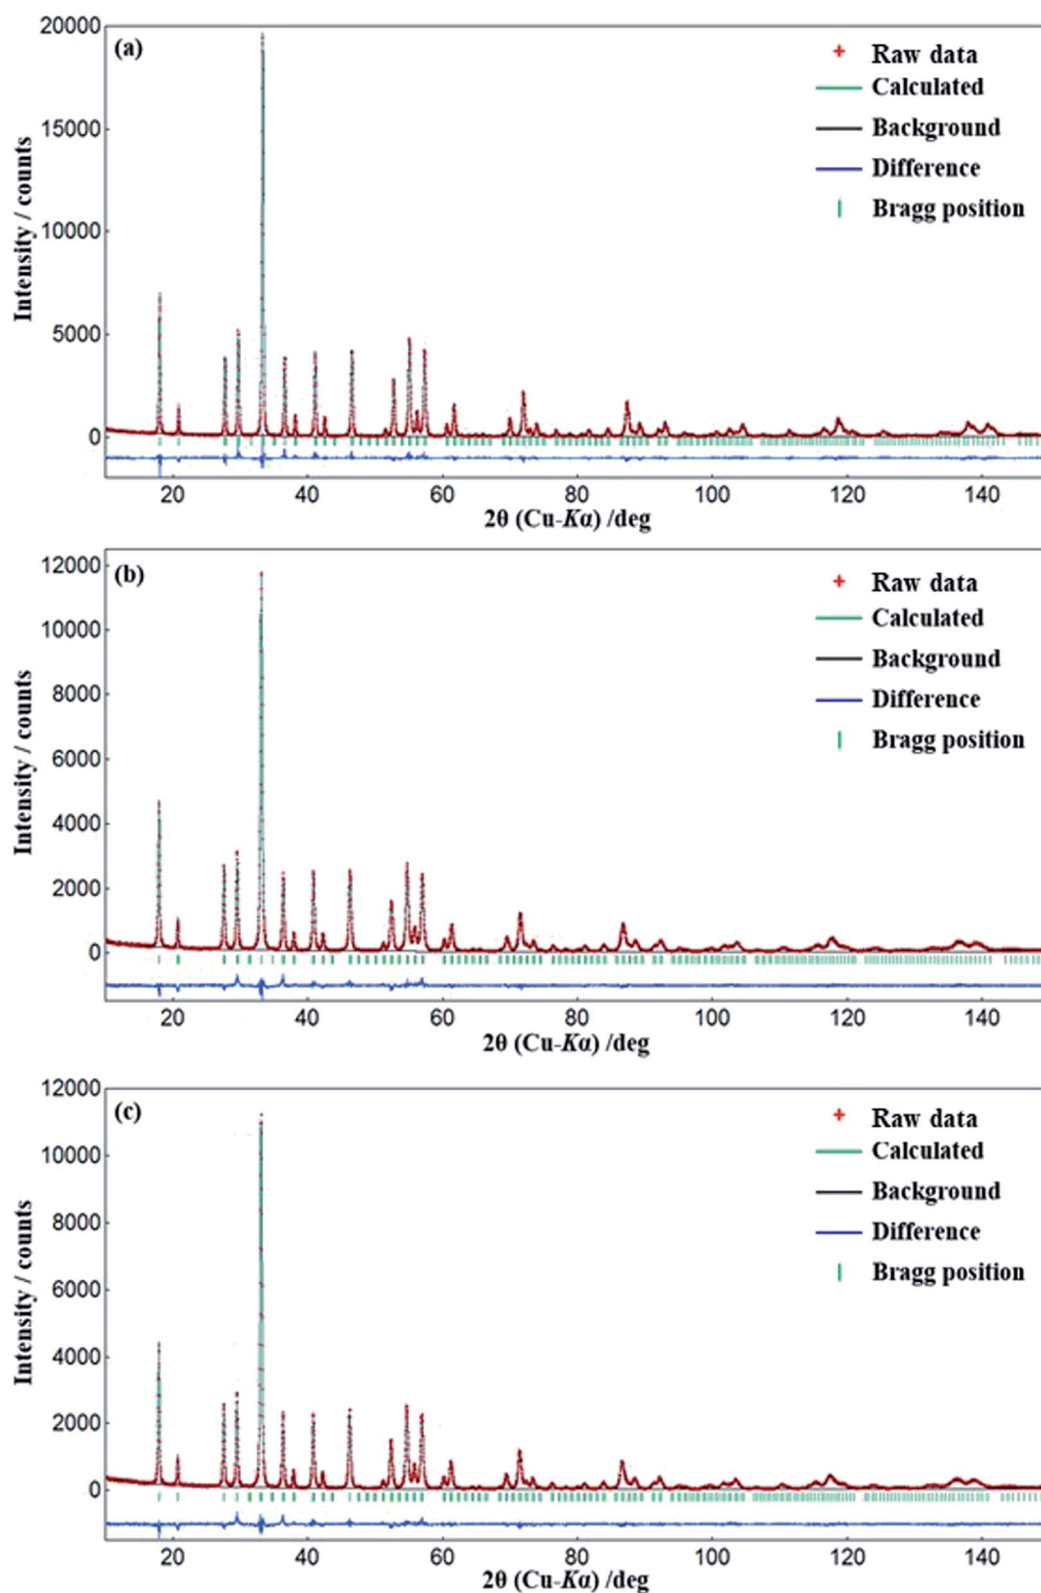 (a)
20000
15000
10000
5000
0
Intensity / counts
Raw data
Calculated
Background
Difference
Bragg position
20 40 60 80 100 120 140
2θ (Cu-Kα) /deg
(b)
12000
10000
8000
6000
4000
2000
0
Intensity / counts
Raw data
Calculated
Background
Difference
Bragg position
20 40 60 80 100 120 140
2θ (Cu-Kα) /deg
(c)
12000
10000
8000
6000
4000
2000
0
Intensity / counts
Raw data
Calculated
Background
Difference
Bragg position
20 40 60 80 100 120 140
2θ (Cu-Kα) /deg